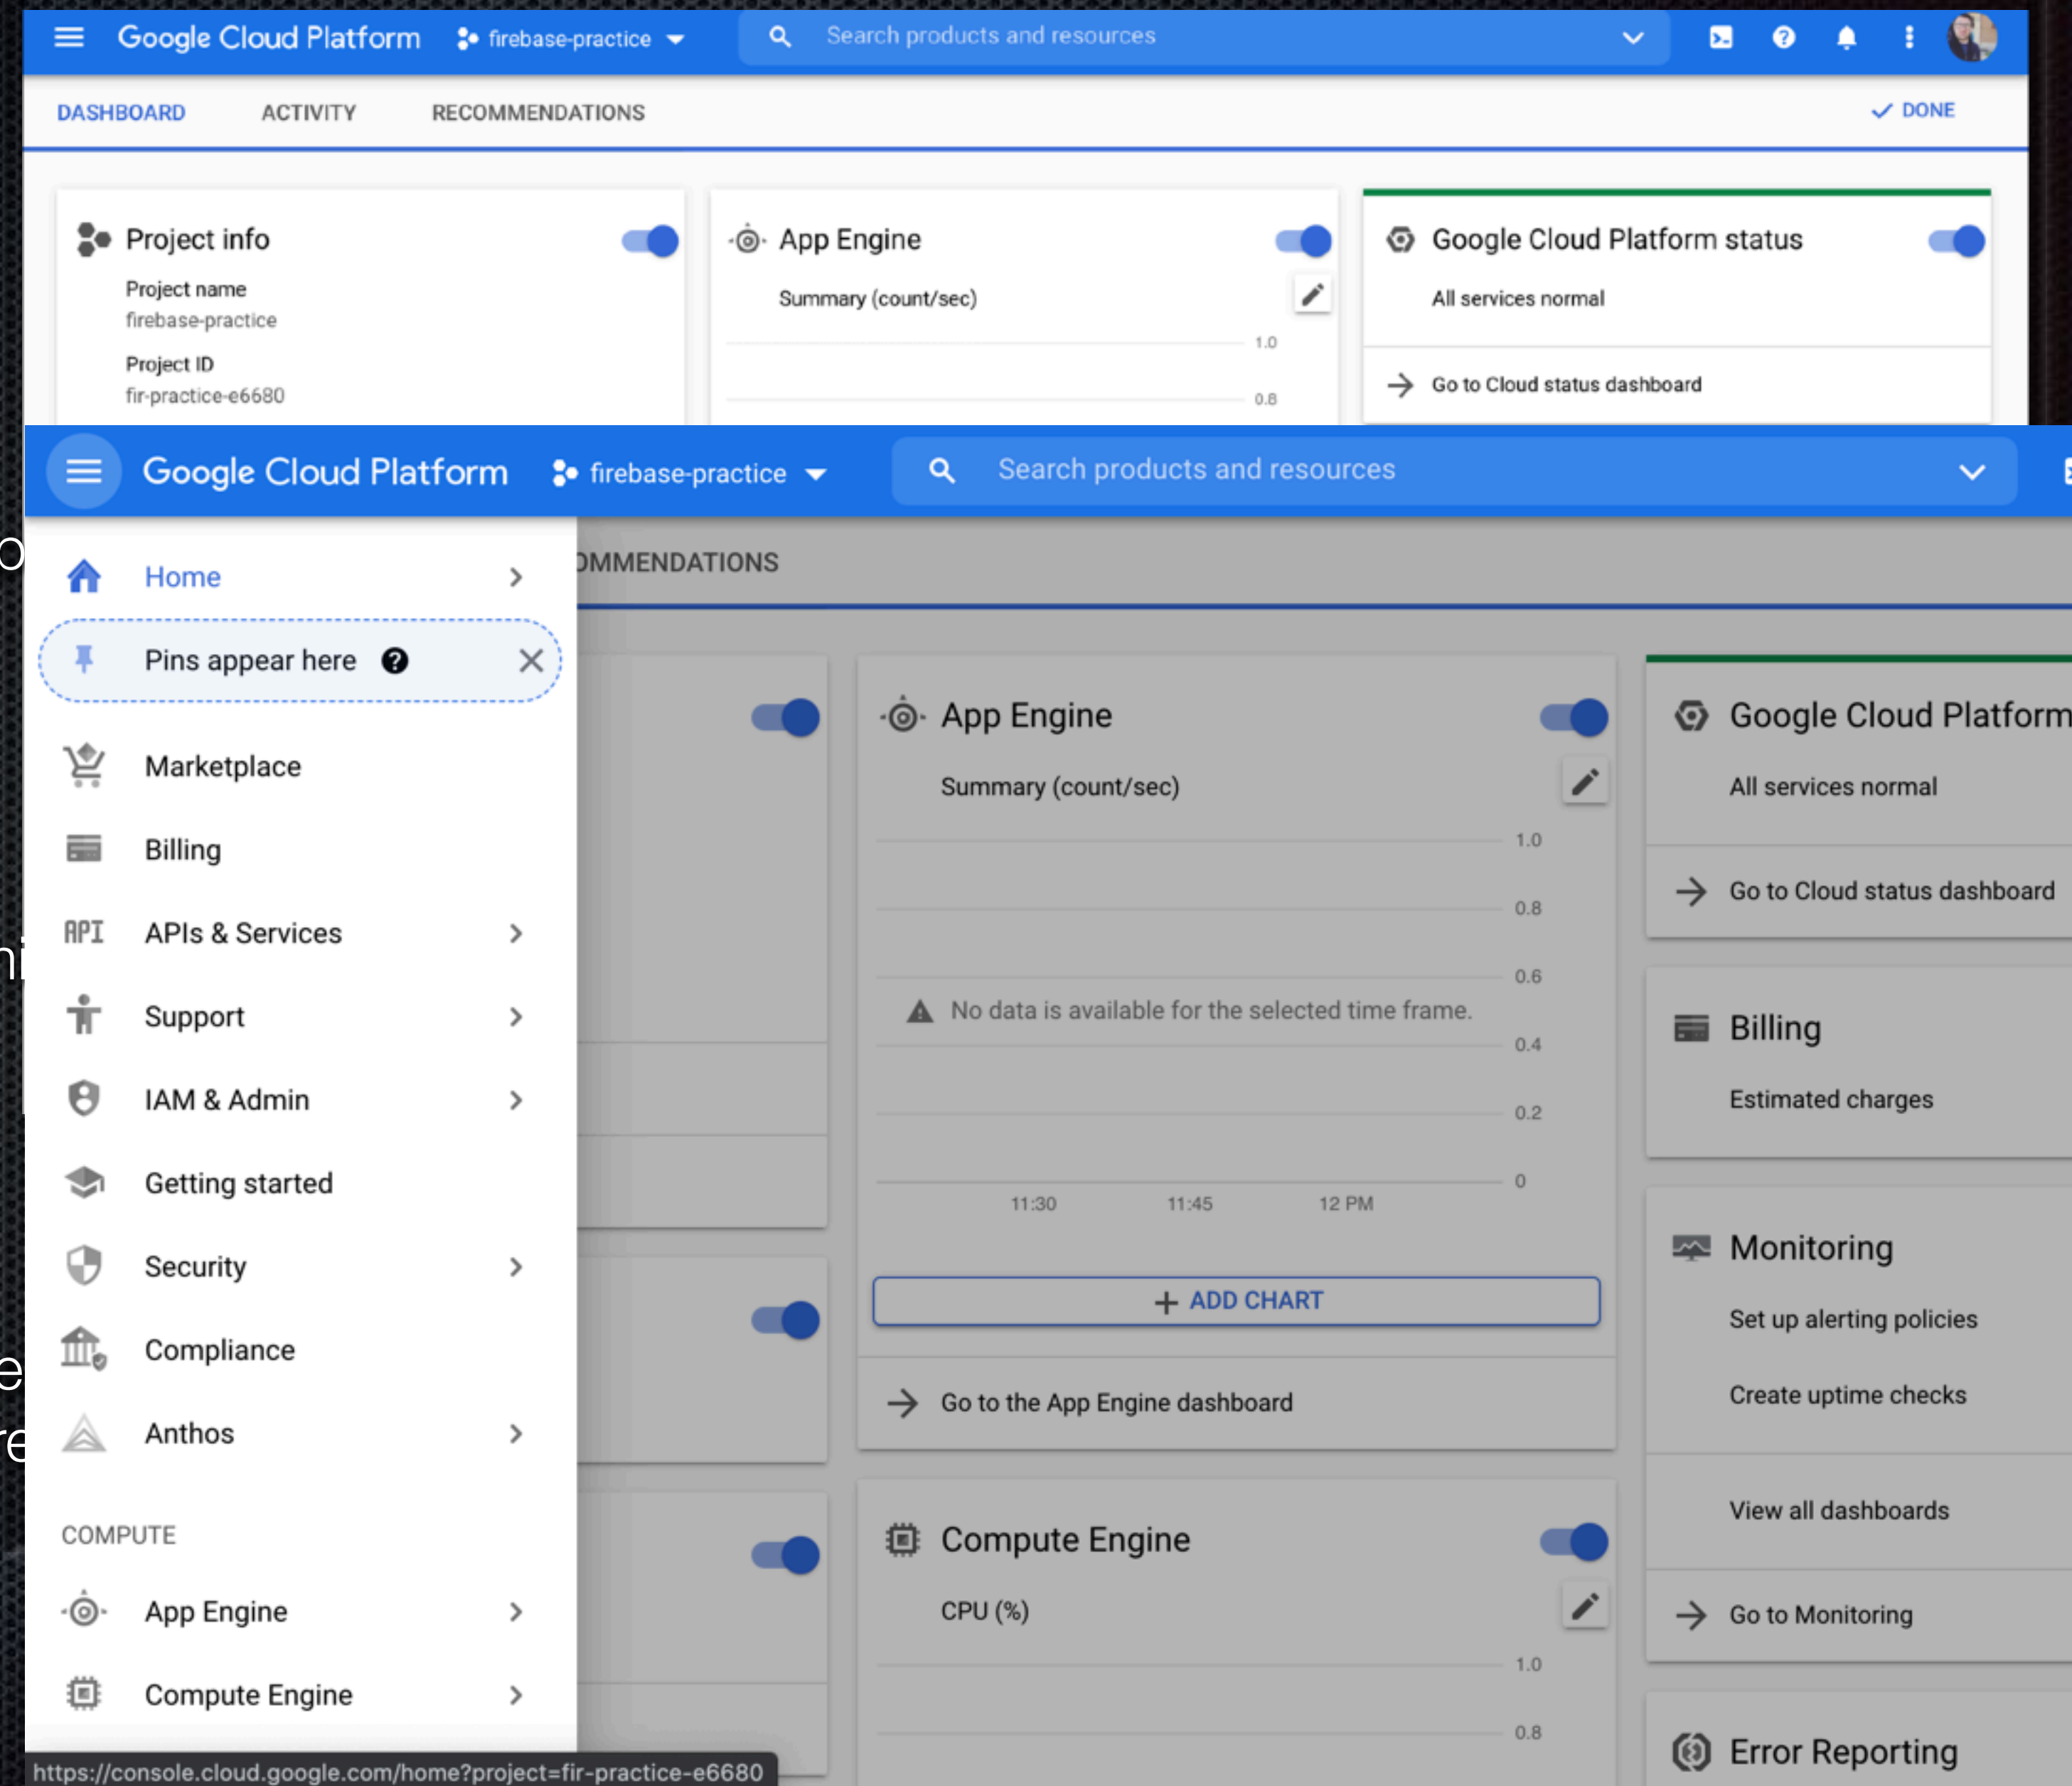 Google Cloud Platform firebase-practice Search products and resources
DASHBOARD ACTIVITY RECOMMENDATIONS DONE
Project info
Project name
firebase-practice
Project ID
fir-practice-e6680
App Engine
Summary (count/sec)
1.0
0.8
Google Cloud Platform status
All services normal
Go to Cloud status dashboard
Google Cloud Platform firebase-practice Search products and resources
Home
Pins appear here
Marketplace
Billing
API APIs & Services
Support
IAM & Admin
Getting started
Security
Compliance
Anthos
COMPUTE
App Engine
Compute Engine
https://console.cloud.google.com/home?project=fir-practice-e6680
OMMENDATIONS
App Engine
Summary (count/sec)
1.0
0.8
0.6
No data is available for the selected time frame.
0.4
0.2
0
11:30 11:45 12 PM
+ ADD CHART
Go to the App Engine dashboard
Compute Engine
CPU (%)
1.0
0.8
Google Cloud Platform
All services normal
Go to Cloud status dashboard
Billing
Estimated charges
Monitoring
Set up alerting policies
Create uptime checks
View all dashboards
Go to Monitoring
Error Reporting